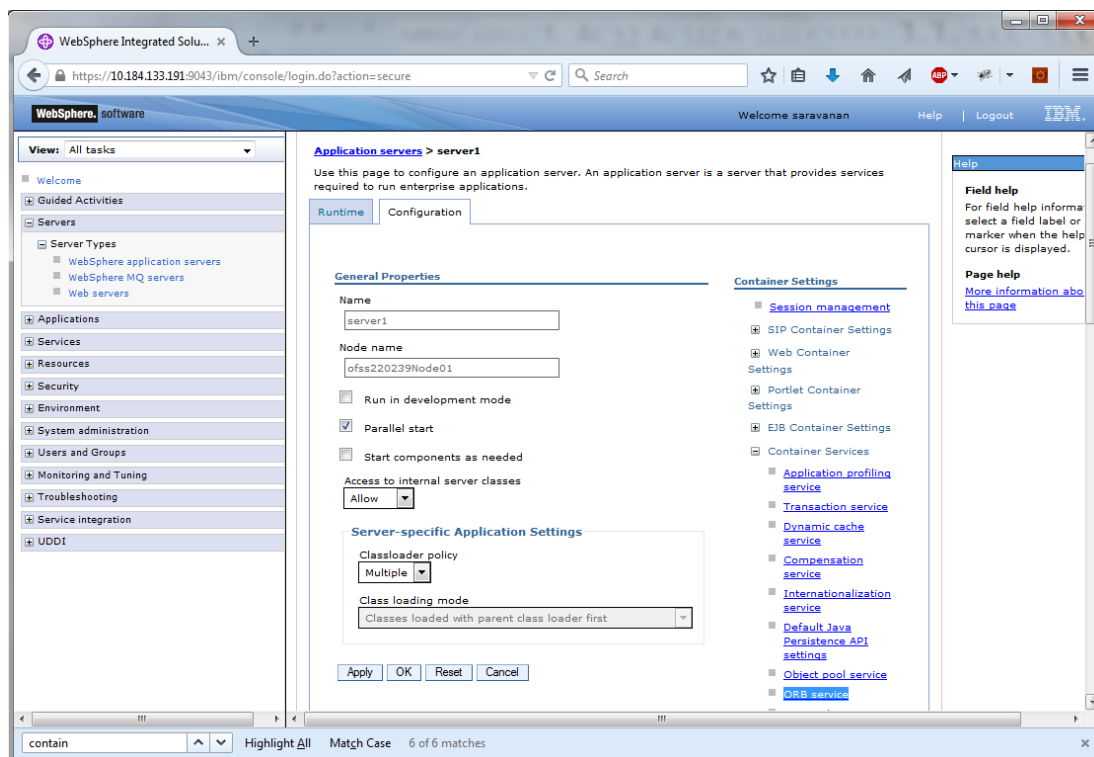 WebSphere Integrated Solu... × +
https://10.184.133.191:9043/ibm/console/login.do?action=secure
Search
ABP
WebSphere. software
Welcome saravanan
Help | Logout
IBM.
View: All tasks
Welcome
Guided Activities
Servers
Server Types
WebSphere application servers
WebSphere MQ servers
Web servers
Applications
Services
Resources
Security
Environment
System administration
Users and Groups
Monitoring and Tuning
Troubleshooting
Service integration
UDDI
Application servers > server1
Use this page to configure an application server. An application server is a server that provides services
required to run enterprise applications.
Runtime
Configuration
General Properties
Name
server1
Node name
ofss220239Node01
Run in development mode
Parallel start
Start components as needed
Access to internal server classes
Allow
Server-specific Application Settings
Classloader policy
Multiple
Class loading mode
Classes loaded with parent class loader first
Apply OK Reset Cancel
Container Settings
Session management
SIP Container Settings
Web Container
Settings
Portlet Container
Settings
EJB Container Settings
Container Services
Application profiling
service
Transaction service
Dynamic cache
service
Compensation
service
Internationalization
service
Default Java
Persistence API
settings
Object pool service
ORB service
Help
Field help
For field help informa
select a field label or
marker when the help
cursor is displayed.
Page help
More information abo
this page
contain
Highlight All Match Case 6 of 6 matches